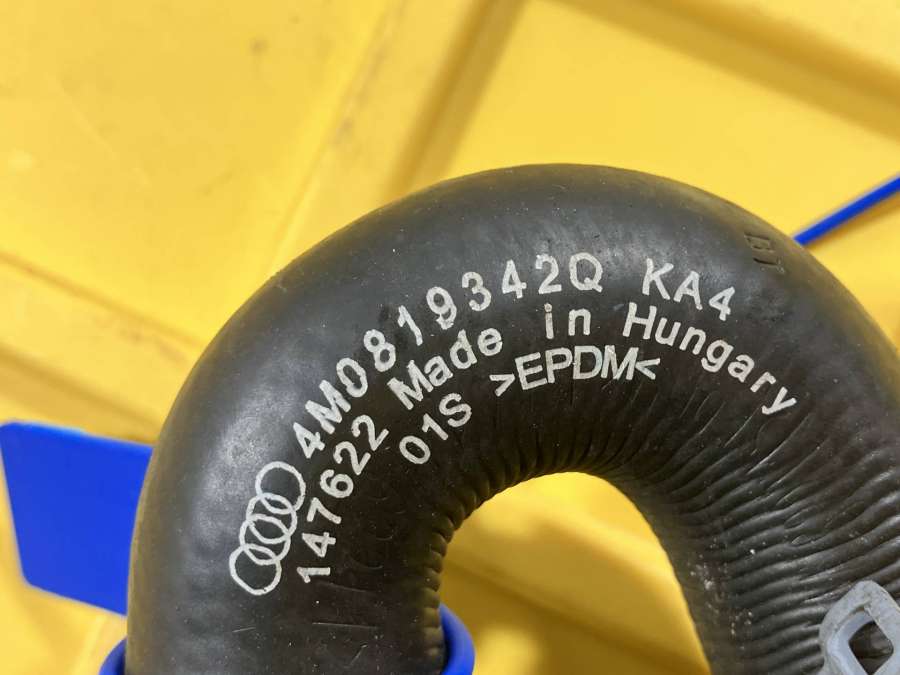 4M0819342Q KA4
147622 Made in Hungary
01S >EPDM<